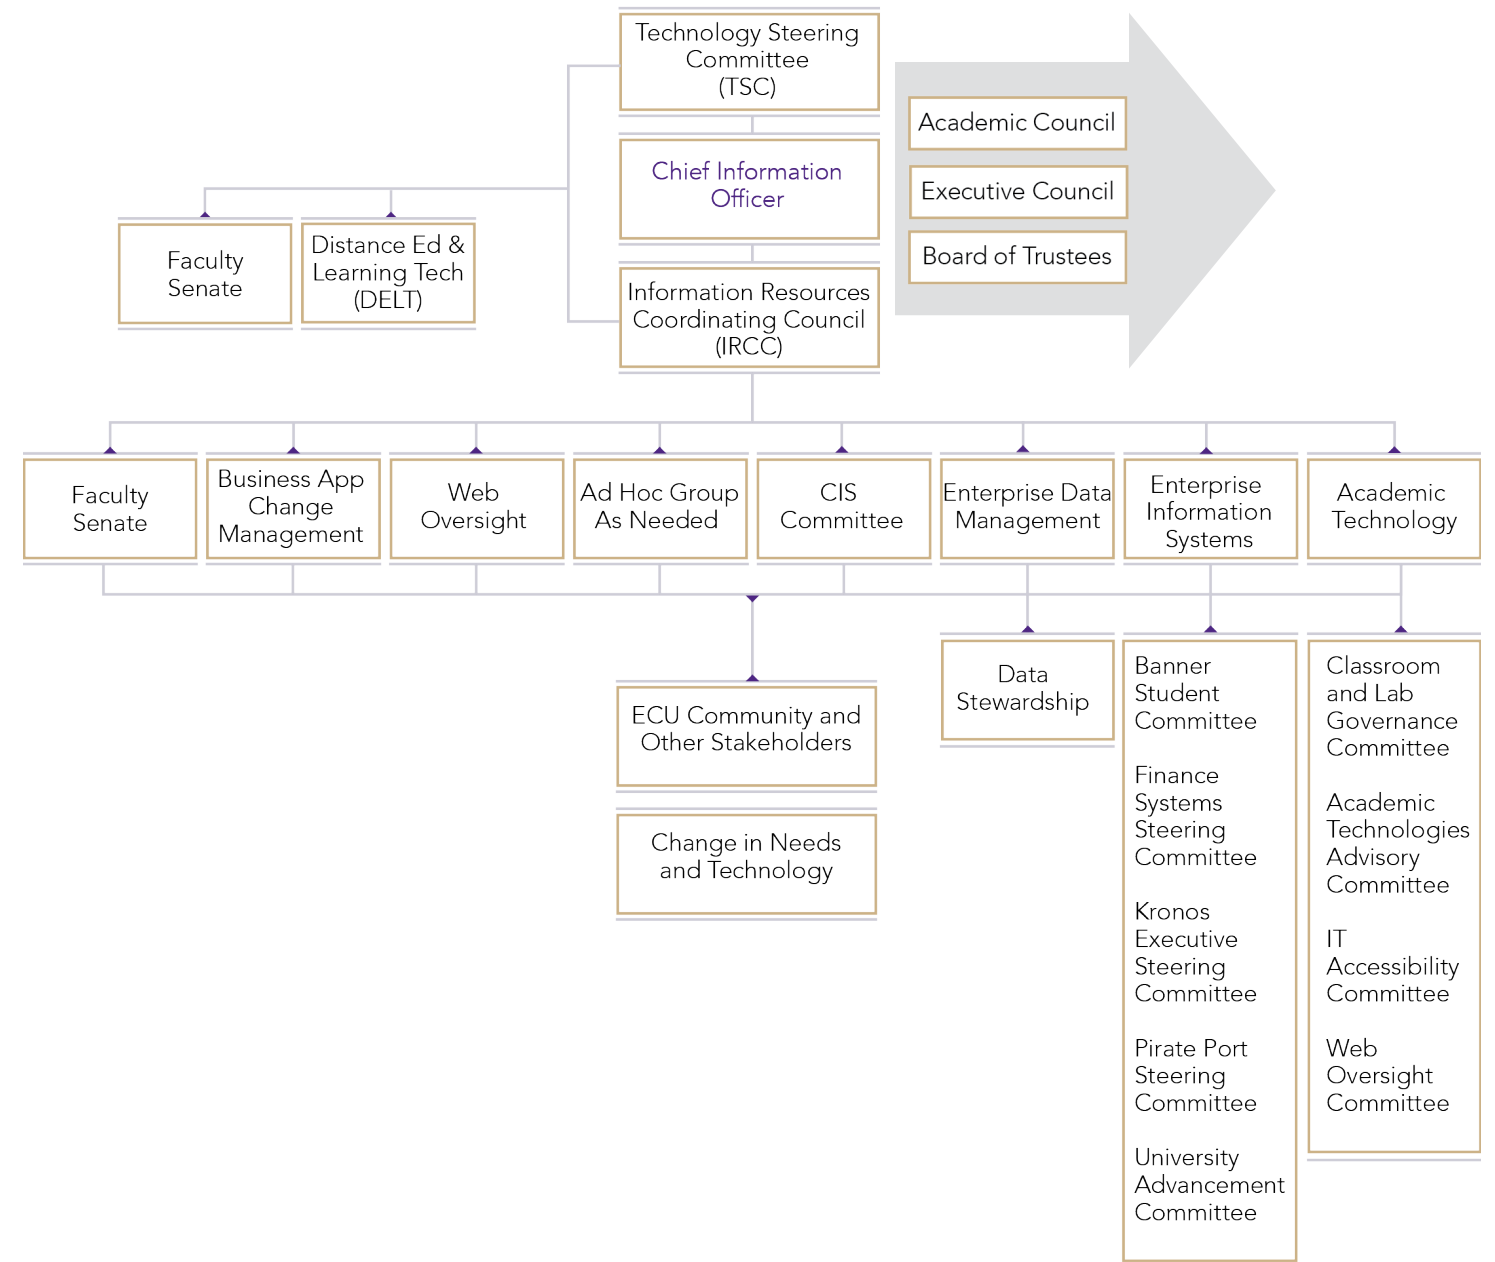 Technology Steering
Committee
(TSC)
Academic Council
Chief Information
Officer
Executive Council
Board of Trustees
Faculty
Senate
Distance Ed &
Learning Tech
(DELT)
Information Resources
Coordinating Council
(IRCC)
Faculty
Senate
Business App
Change
Management
Web
Oversight
Ad Hoc Group
As Needed
CIS
Committee
Enterprise Data
Management
Enterprise
Information
Systems
Academic
Technology
ECU Community and
Other Stakeholders
Change in Needs
and Technology
Data
Stewardship
Banner
Student
Committee
Finance
Systems
Steering
Committee
Kronos
Executive
Steering
Committee
Pirate Port
Steering
Committee
University
Advancement
Committee
Classroom
and Lab
Governance
Committee
Academic
Technologies
Advisory
Committee
IT
Accessibility
Committee
Web
Oversight
Committee